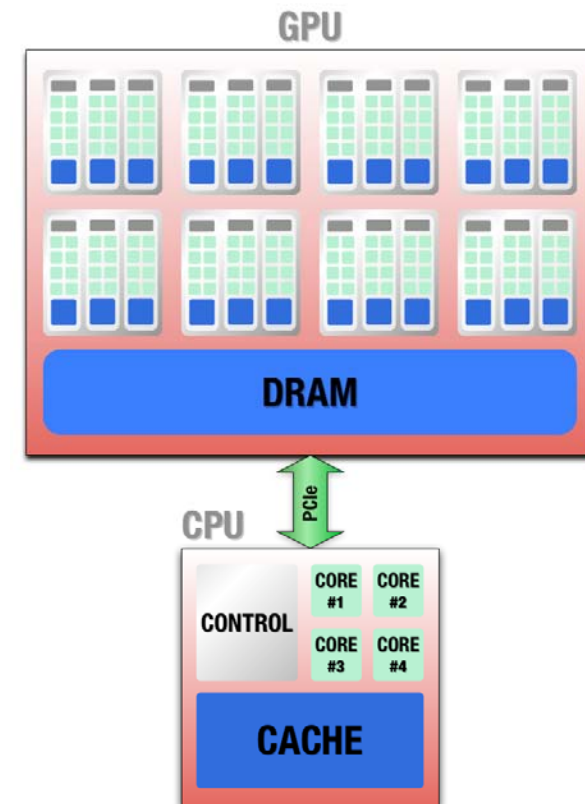 GPU
DRAM
PCIe
CPU
CONTROL
CORE
#1
CORE
#2
CORE
#3
CORE
#4
CACHE